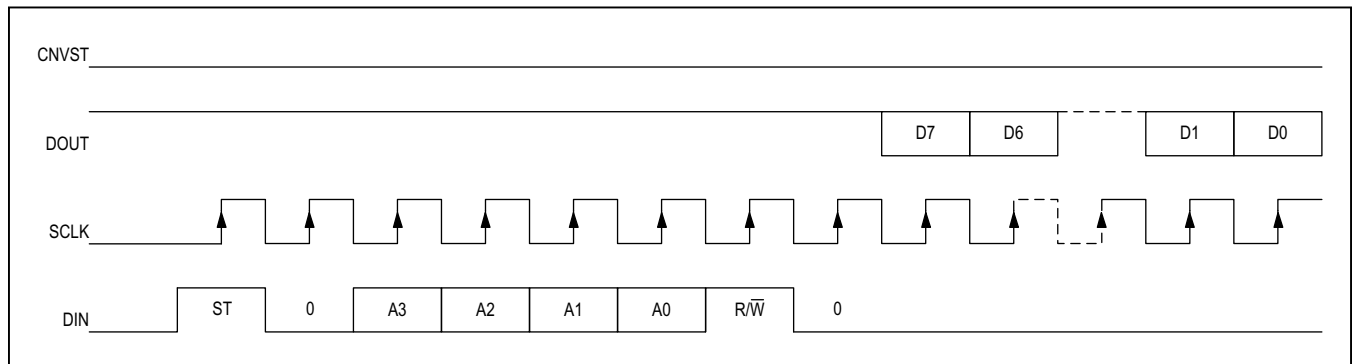 CNVST
DOUT D7 D6 D1 D0
SCLK
DIN ST 0 A3 A2 A1 A0 R/W̅ 0